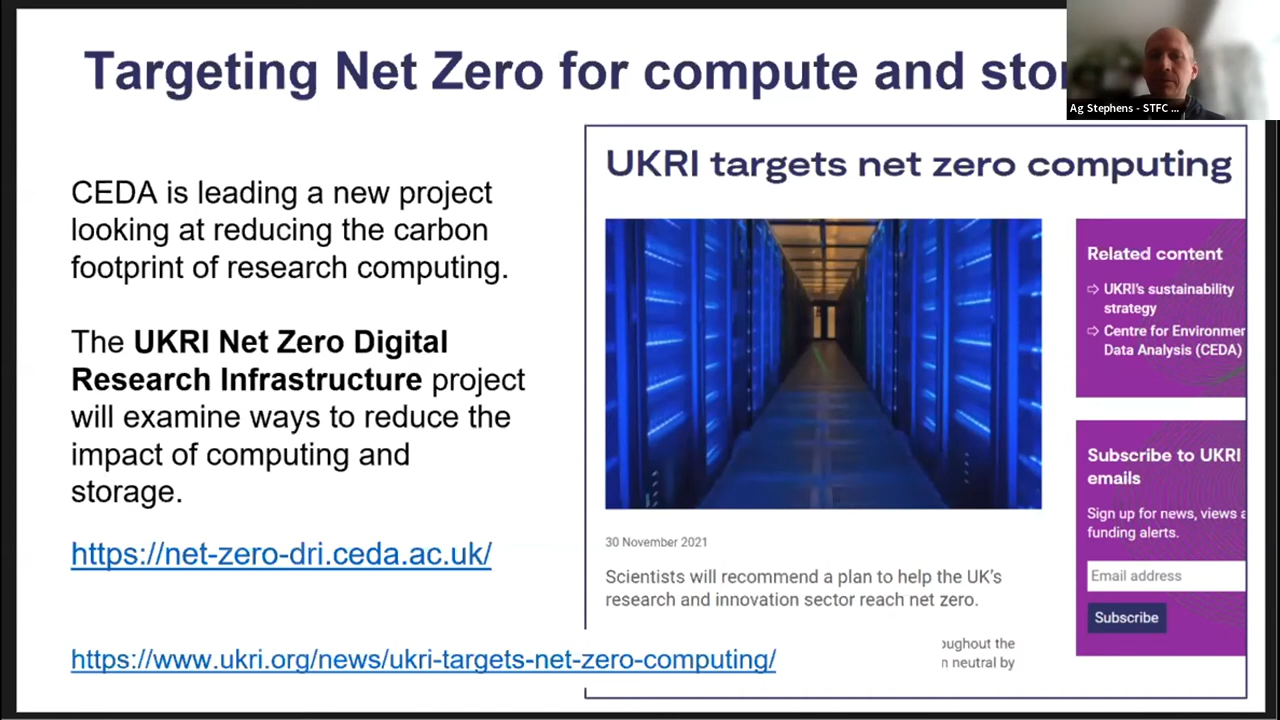 Targeting Net Zero for compute and
Ag Stephens - STFC ...
CEDA is leading a new project
looking at reducing the carbon
footprint of research computing.
The UKRI Net Zero Digital
Research Infrastructure project
will examine ways to reduce the
impact of computing and
storage.
https://net-zero-dri.ceda.ac.uk/
https://www.ukri.org/news/ukri-targets-net-zero-computing/
UKRI targets net zero computing
30 November 2021
Scientists will recommend a plan to help the UK's
research and innovation sector reach net zero.
the
neutral by
Related content
⇨ UKRI's sustainability
strategy
⇨ Centre for
Data Analysis (CEDA)
Subscribe to UKRI
emails
Sign up for news, views
funding alerts.
Email address
Subscribe